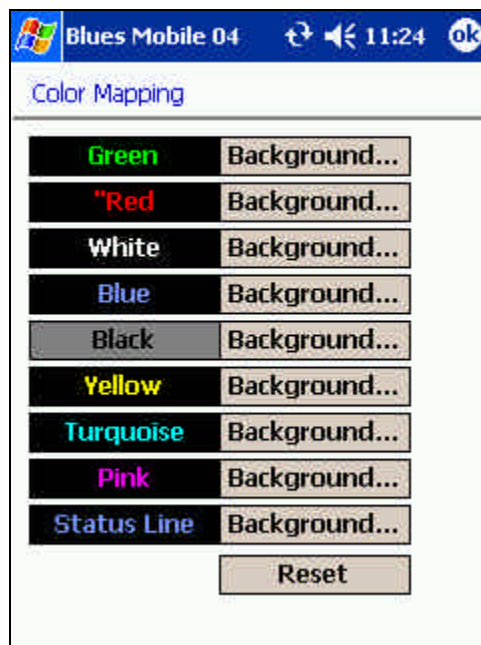 Blues Mobile 04 11:24 ok
Color Mapping
Green Background...
"Red Background...
White Background...
Blue Background...
Black Background...
Yellow Background...
Turquoise Background...
Pink Background...
Status Line Background...
Reset